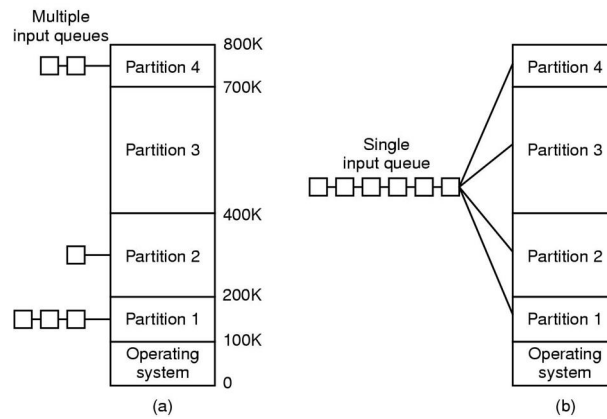 Multiple
input queues
800K
Partition 4
700K
Partition 3
400K
Partition 2
200K
Partition 1
100K
Operating
system
0
(a)
Single
input queue
Partition 4
Partition 3
Partition 2
Partition 1
Operating
system
(b)